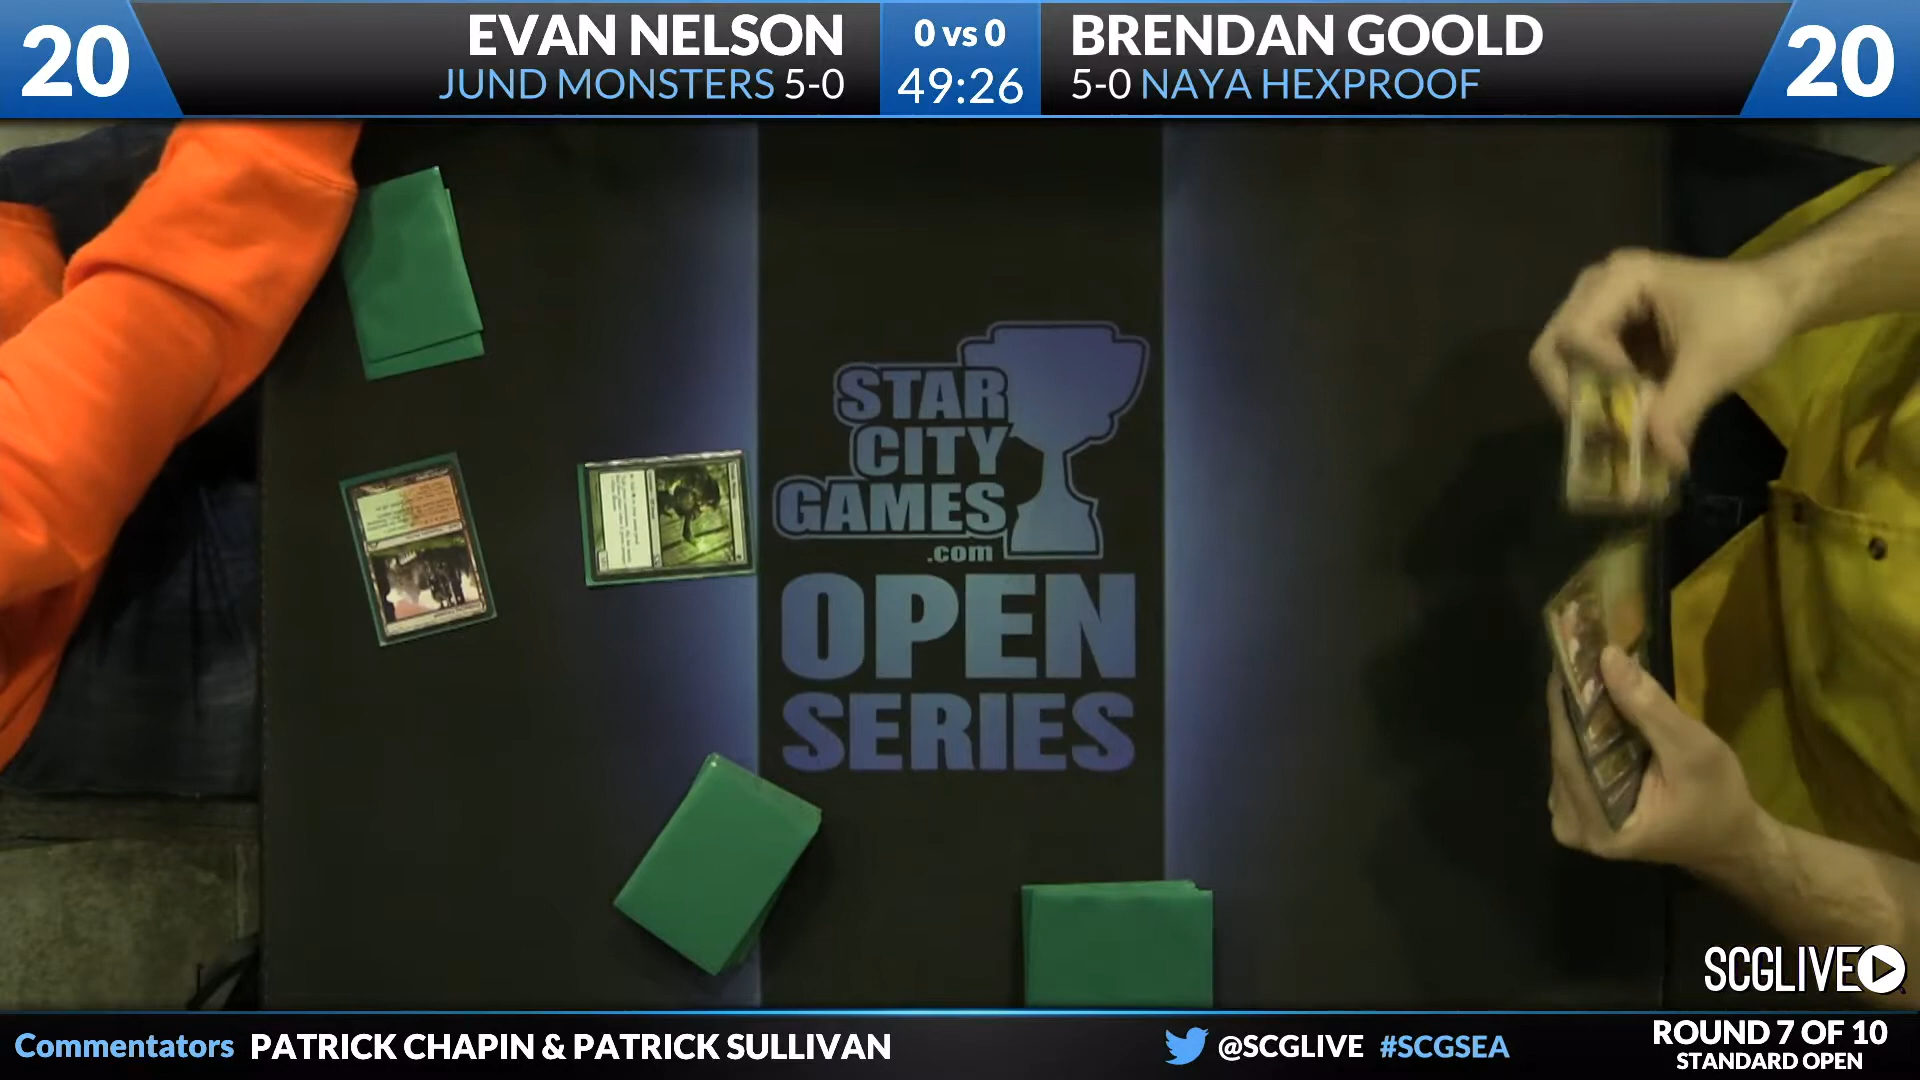 20
EVAN NELSON
JUND MONSTERS 5-0
0 vs 0
49:26
BRENDAN GOOLD
5-0 NAYA HEXPROOF
20
STAR
CITY
GAMES
.com
OPEN
SERIES
SCGLIVE
Commentators PATRICK CHAPIN & PATRICK SULLIVAN
@SCGLIVE #SCGSEA
ROUND 7 OF 10
STANDARD OPEN